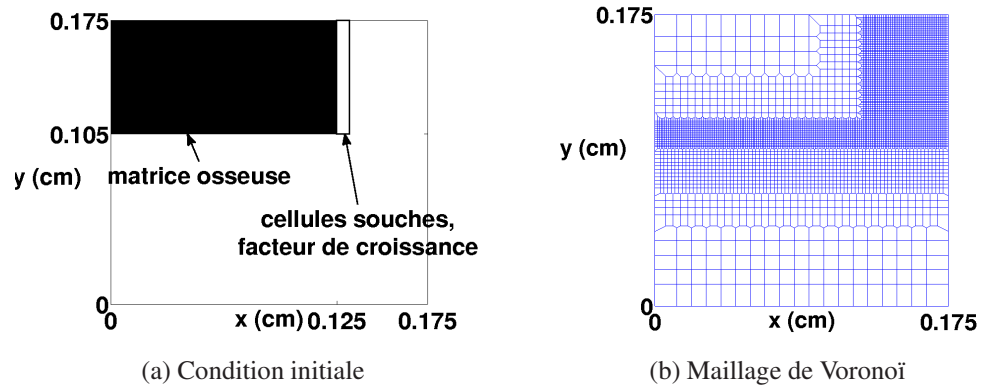 0.175
0.105
y (cm)
matrice osseuse
cellules souches,
facteur de croissance
0
0
x (cm)
0.125
0.175
(a) Condition initiale
0.175
y (cm)
0
0
x (cm)
0.175
(b) Maillage de Voronoï